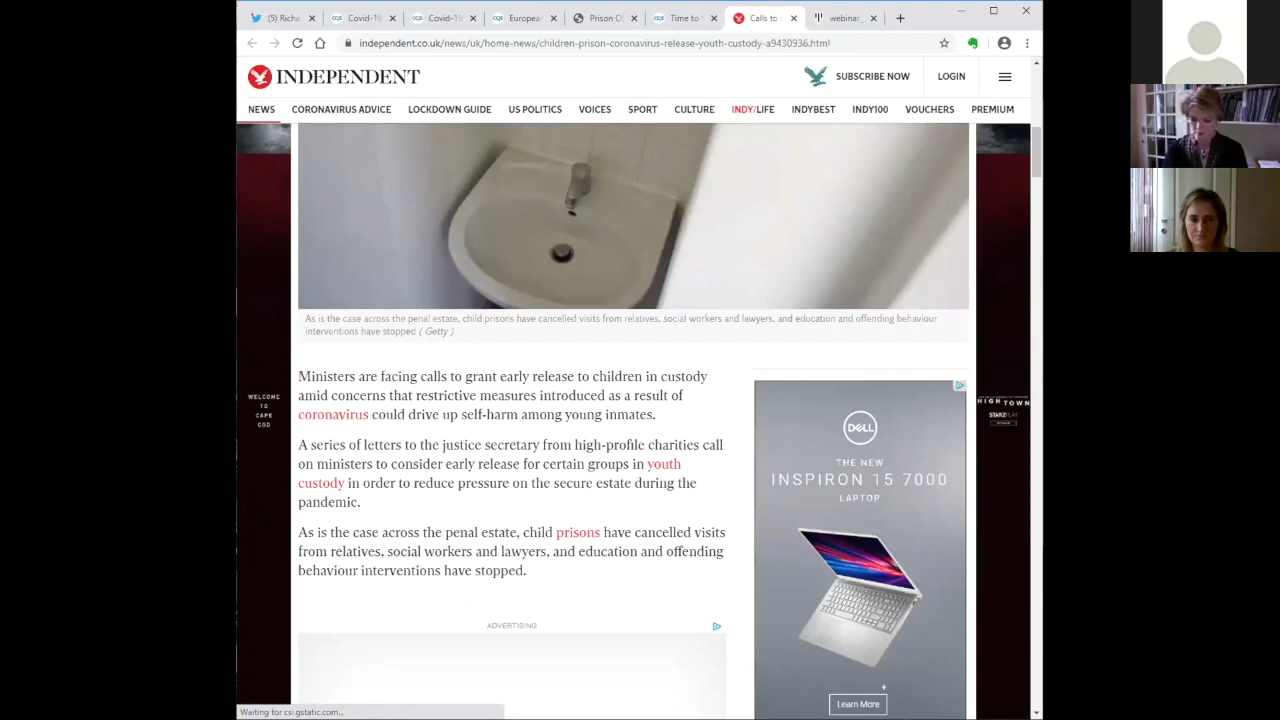 (5) Richa
Covid-19
Covid-19
European
Prison Ol
Time to
Calls to
webinar_
independent.co.uk/news/uk/home-news/children-prison-coronavirus-release-youth-custody-a9430936.html
INDEPENDENT
SUBSCRIBE NOW
LOGIN
NEWS CORONAVIRUS ADVICE LOCKDOWN GUIDE US POLITICS VOICES SPORT CULTURE INDY/LIFE INDYBEST INDY100 VOUCHERS PREMIUM
As is the case across the penal estate, child prisons have cancelled visits from relatives, social workers and lawyers, and education and offending behaviour
interventions have stopped ( Getty )
Ministers are facing calls to grant early release to children in custody
amid concerns that restrictive measures introduced as a result of
coronavirus could drive up self-harm among young inmates.
A series of letters to the justice secretary from high-profile charities call
on ministers to consider early release for certain groups in youth
custody in order to reduce pressure on the secure estate during the
pandemic.
As is the case across the penal estate, child prisons have cancelled visits
from relatives, social workers and lawyers, and education and offending
behaviour interventions have stopped.
ADVERTISING
WELCOME
TO
CAPE
COD
DELL
THE NEW
INSPIRON 15 7000
LAPTOP
Learn More
HIGHTOWN
STARZPLAY
Waiting for csi.gstatic.com...